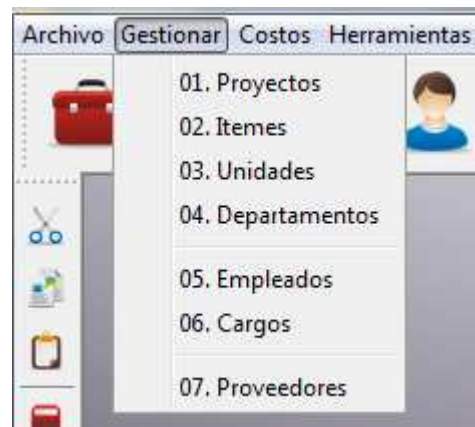 Archivo Gestionar Costos Herramientas
01. Proyectos
02. Itemes
03. Unidades
04. Departamentos
05. Empleados
06. Cargos
07. Proveedores